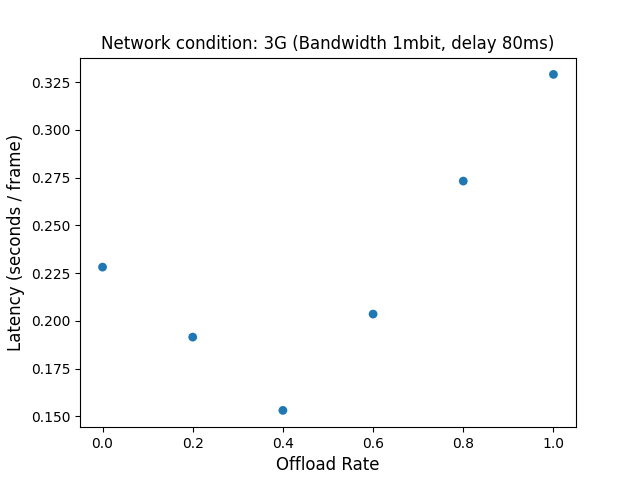 Network condition: 3G (Bandwidth 1mbit, delay 80ms)
0.325
0.300
0.275
0.250
0.225
0.200
0.175
0.150
Latency (seconds / frame)
0.0 0.2 0.4 0.6 0.8 1.0
Offload Rate